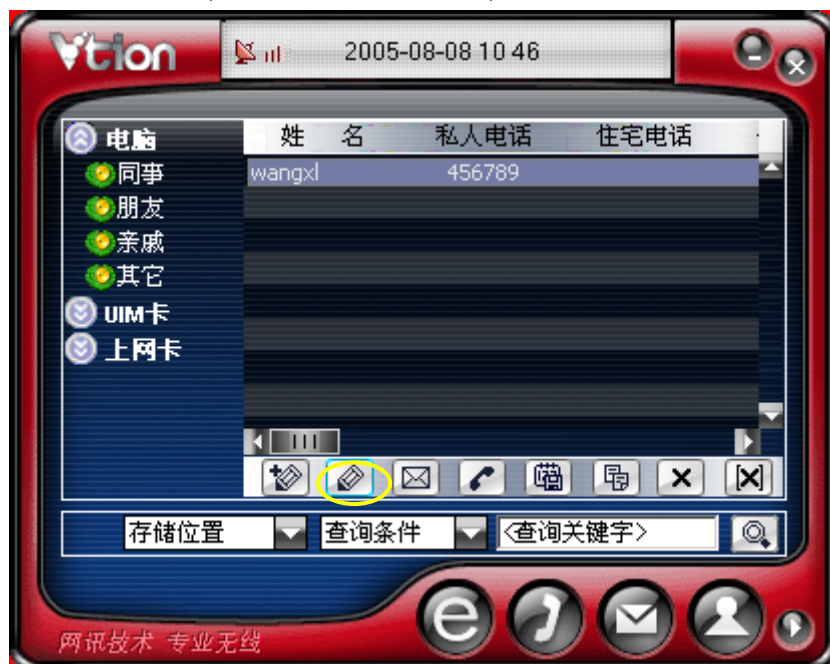 Vtion
2005-08-08 10 46
姓 名 私人电话 住宅电话
电脑
同事
朋友
亲戚
其它
UIM卡
上网卡
wangxl 456789
存储位置 查询条件 <查询关键字>
网讯技术 专业无线